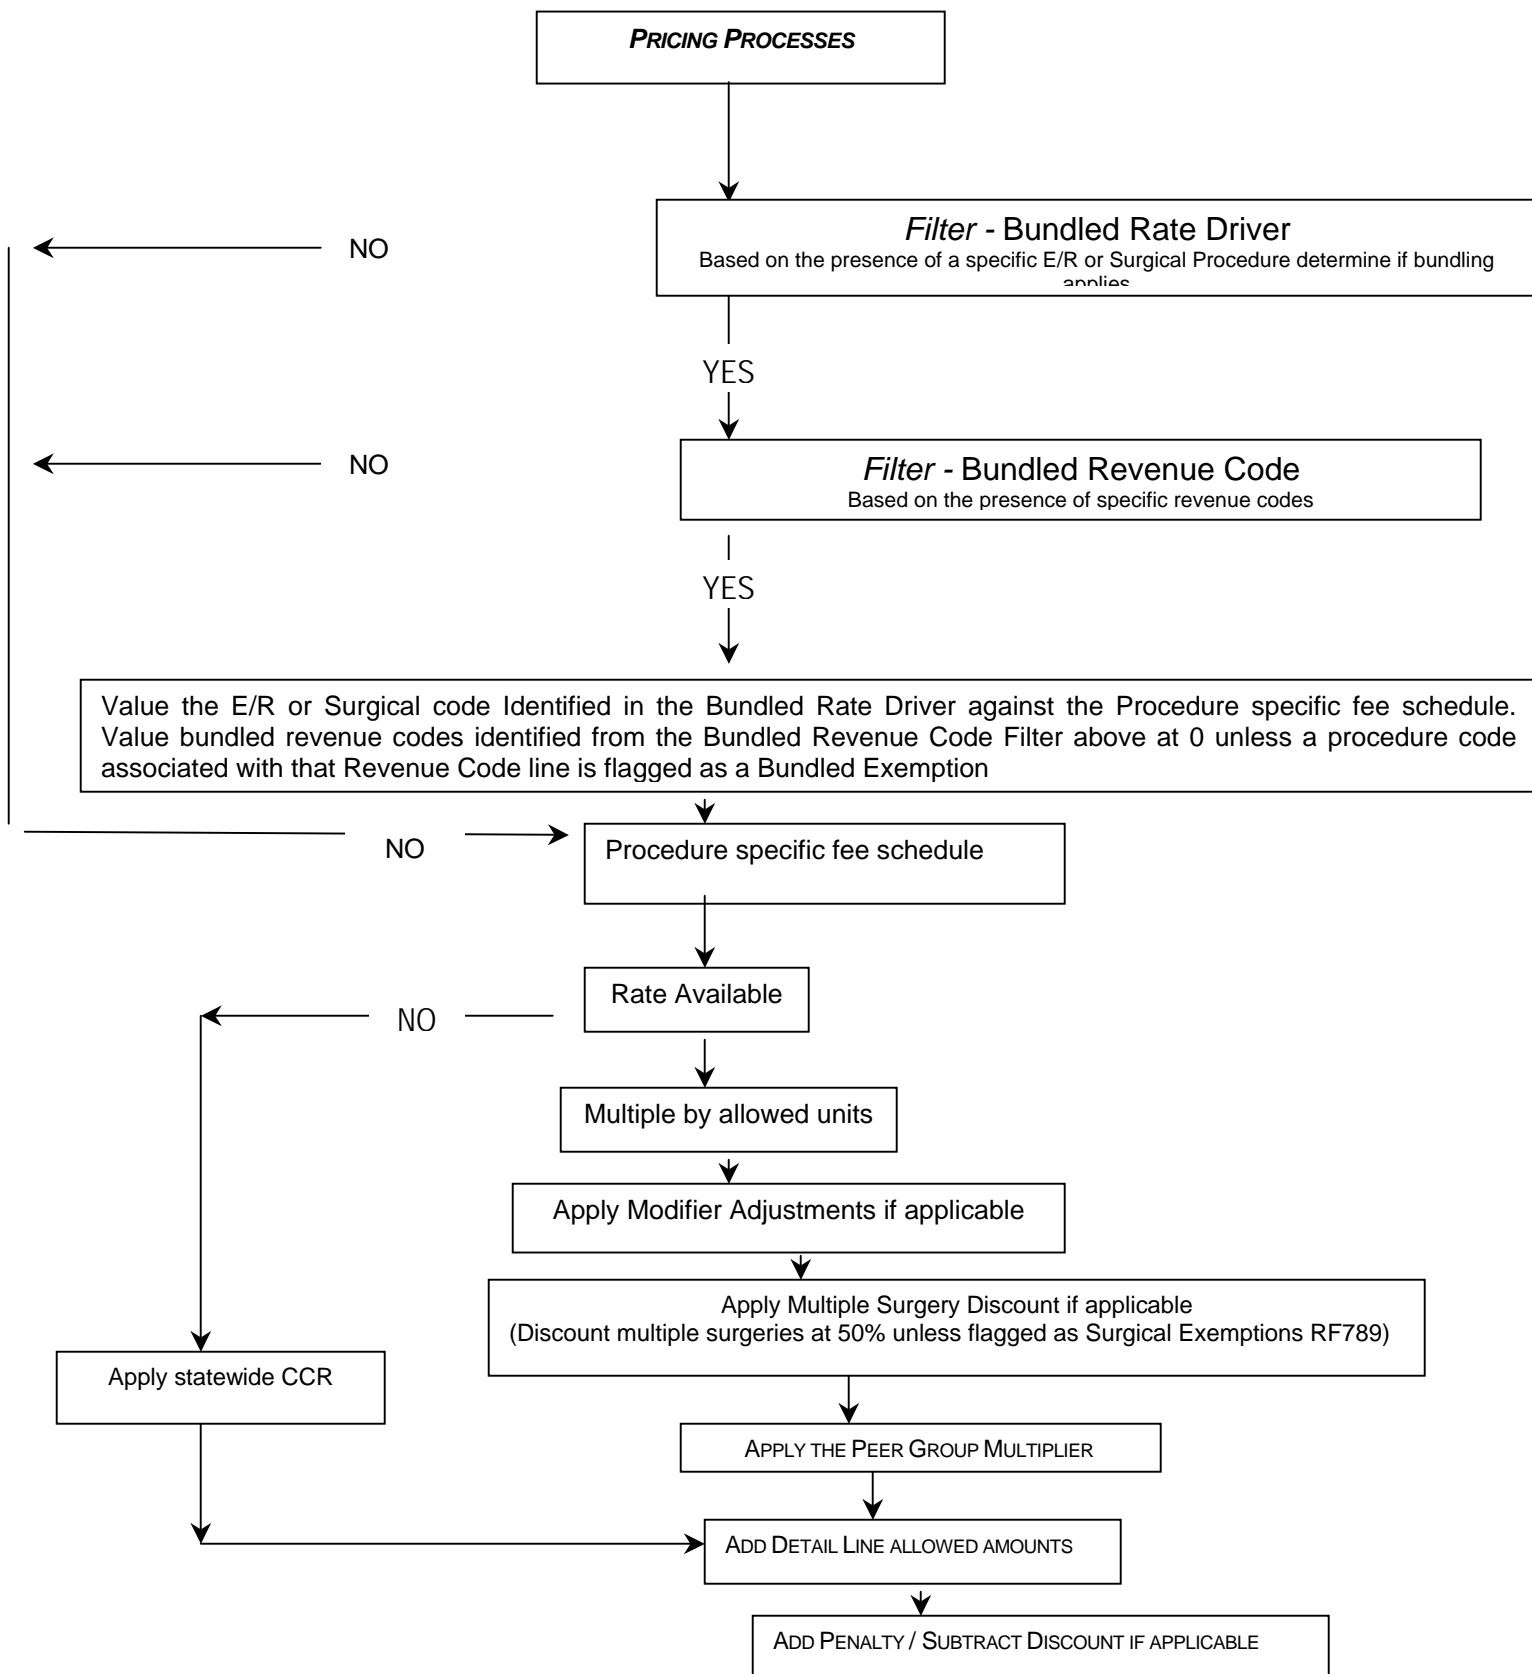 PRICING PROCESSES
Filter - Bundled Rate Driver
NO
Based on the presence of a specific E/R or Surgical Procedure determine if bundling
applies
YES
Filter - Bundled Revenue Code
NO
Based on the presence of specific revenue codes
YES
Value the E/R or Surgical code Identified in the Bundled Rate Driver against the Procedure specific fee schedule.
Value bundled revenue codes identified from the Bundled Revenue Code Filter above at 0 unless a procedure code
associated with that Revenue Code line is flagged as a Bundled Exemption
NO
Procedure specific fee schedule
Rate Available
NO
Multiple by allowed units
Apply Modifier Adjustments if applicable
Apply Multiple Surgery Discount if applicable
(Discount multiple surgeries at 50% unless flagged as Surgical Exemptions RF789)
Apply statewide CCR
APPLY THE PEER GROUP MULTIPLIER
ADD DETAIL LINE ALLOWED AMOUNTS
ADD PENALTY / SUBTRACT DISCOUNT IF APPLICABLE